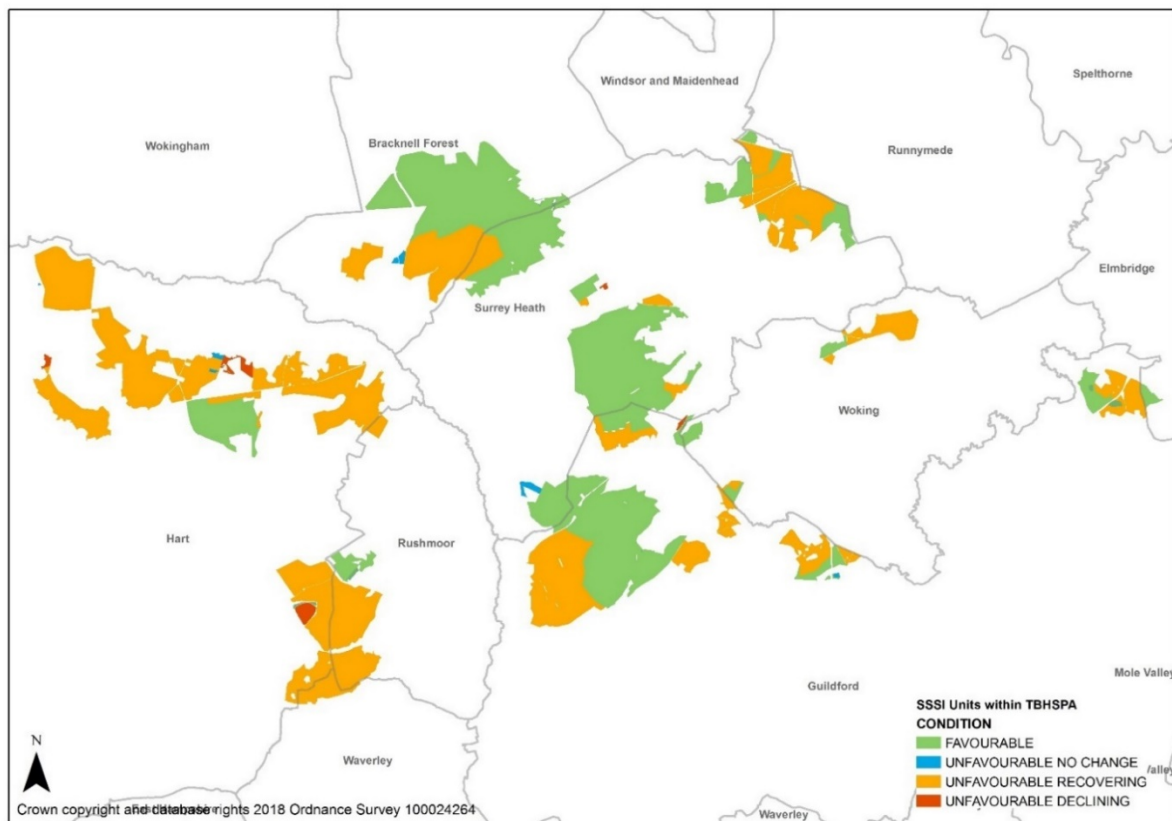 Spelthorne
Windsor and Maidenhead
Wokingham
Bracknell Forest
Runnymede
Elmbridge
Surrey Heath
Woking
Hart
Rushmoor
Guildford
Mole Valley
SSSI Units within TBHSPA
CONDITION
FAVOURABLE
UNFAVOURABLE NO CHANGE
UNFAVOURABLE RECOVERING
UNFAVOURABLE DECLINING
Valley
N
Waverley
Crown copyright and database rights 2018 Ordnance Survey 100024264
Waverley